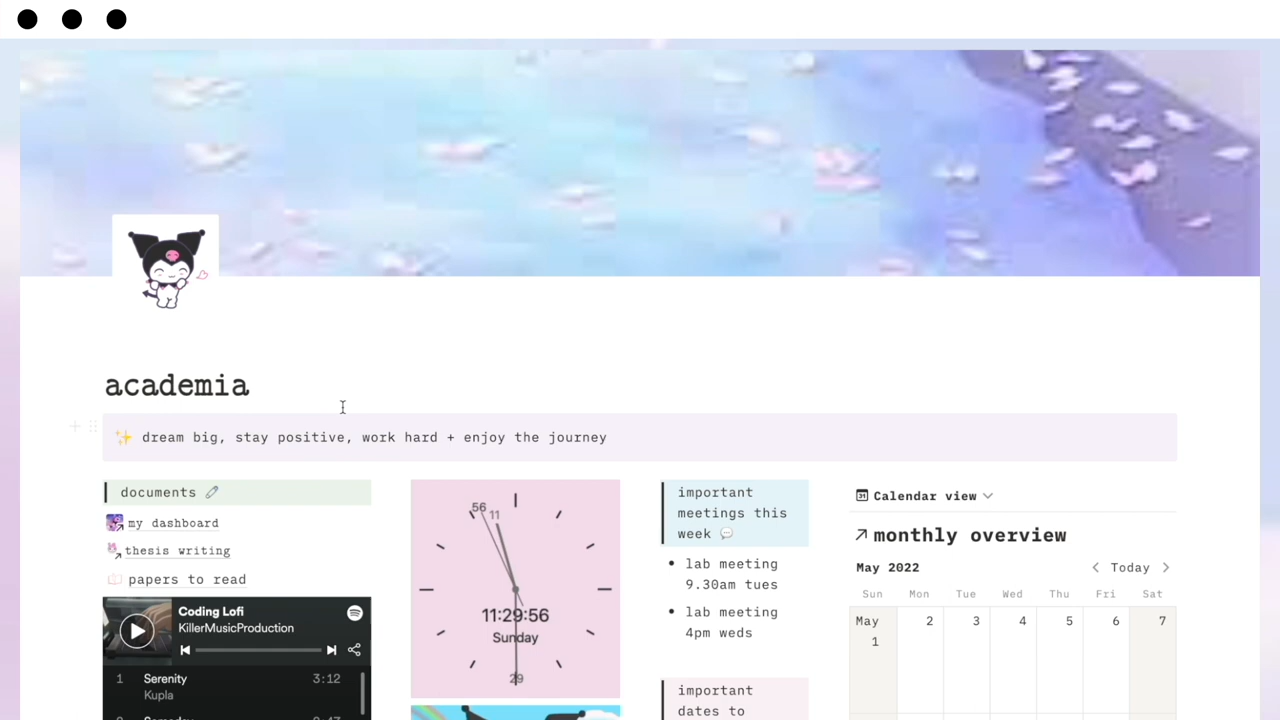 academia
✨ dream big, stay positive, work hard + enjoy the journey
documents
my dashboard
thesis writing
papers to read
Coding Lofi
KillerMusicProduction
1 Serenity 3:12
Kupla
56
11
11:29:56
Sunday
29
important
meetings this
week
• lab meeting
9.30am tues
• lab meeting
4pm weds
important
dates to
31 Calendar view
monthly overview
May 2022 Today
Sun Mon Tue Wed Thu Fri Sat
May 2 3 4 5 6 7
1